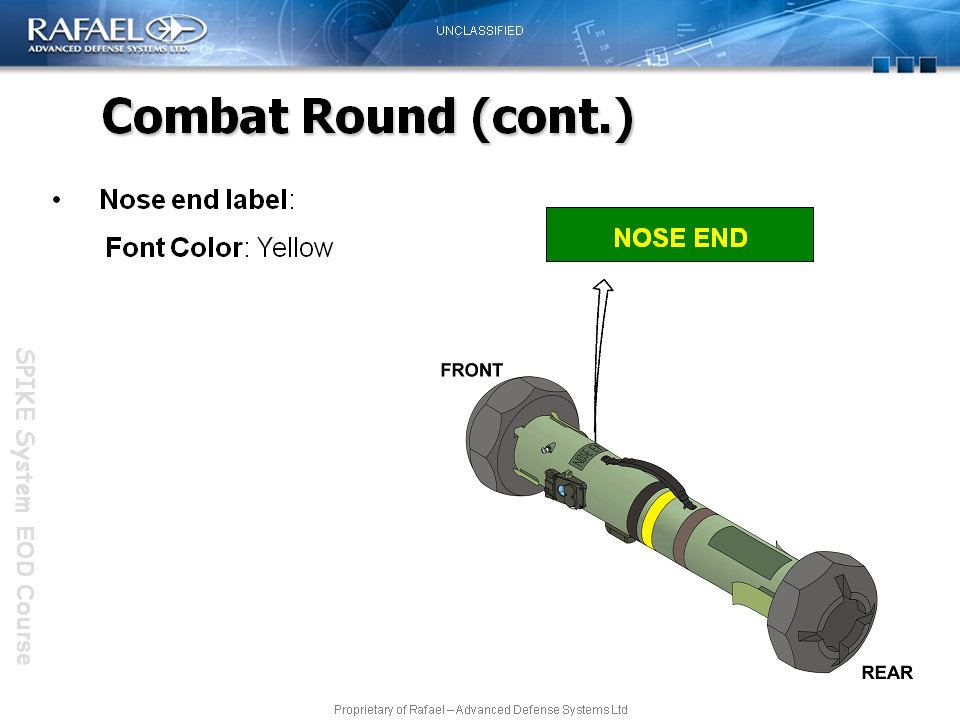 RAFAEL
ADVANCED DEFENSE SYSTEMS LTD.
UNCLASSIFIED
Combat Round (cont.)
• Nose end label:
Font Color: Yellow
NOSE END
FRONT
NOSE
REAR
SPIKE System EOD Course
Proprietary of Rafael – Advanced Defense Systems Ltd